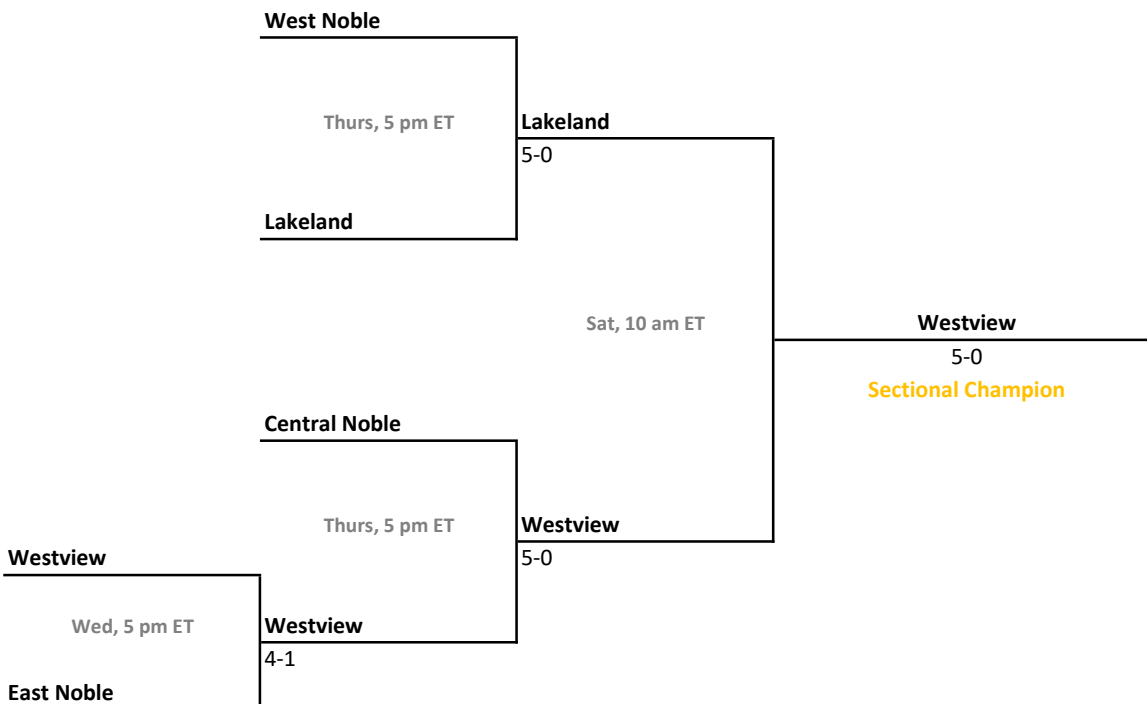 West Noble
Thurs, 5 pm ET
Lakeland
5-0
Lakeland
Sat, 10 am ET
Westview
5-0
Sectional Champion
Central Noble
Thurs, 5 pm ET
Westview
5-0
Westview
Wed, 5 pm ET
Westview
4-1
East Noble